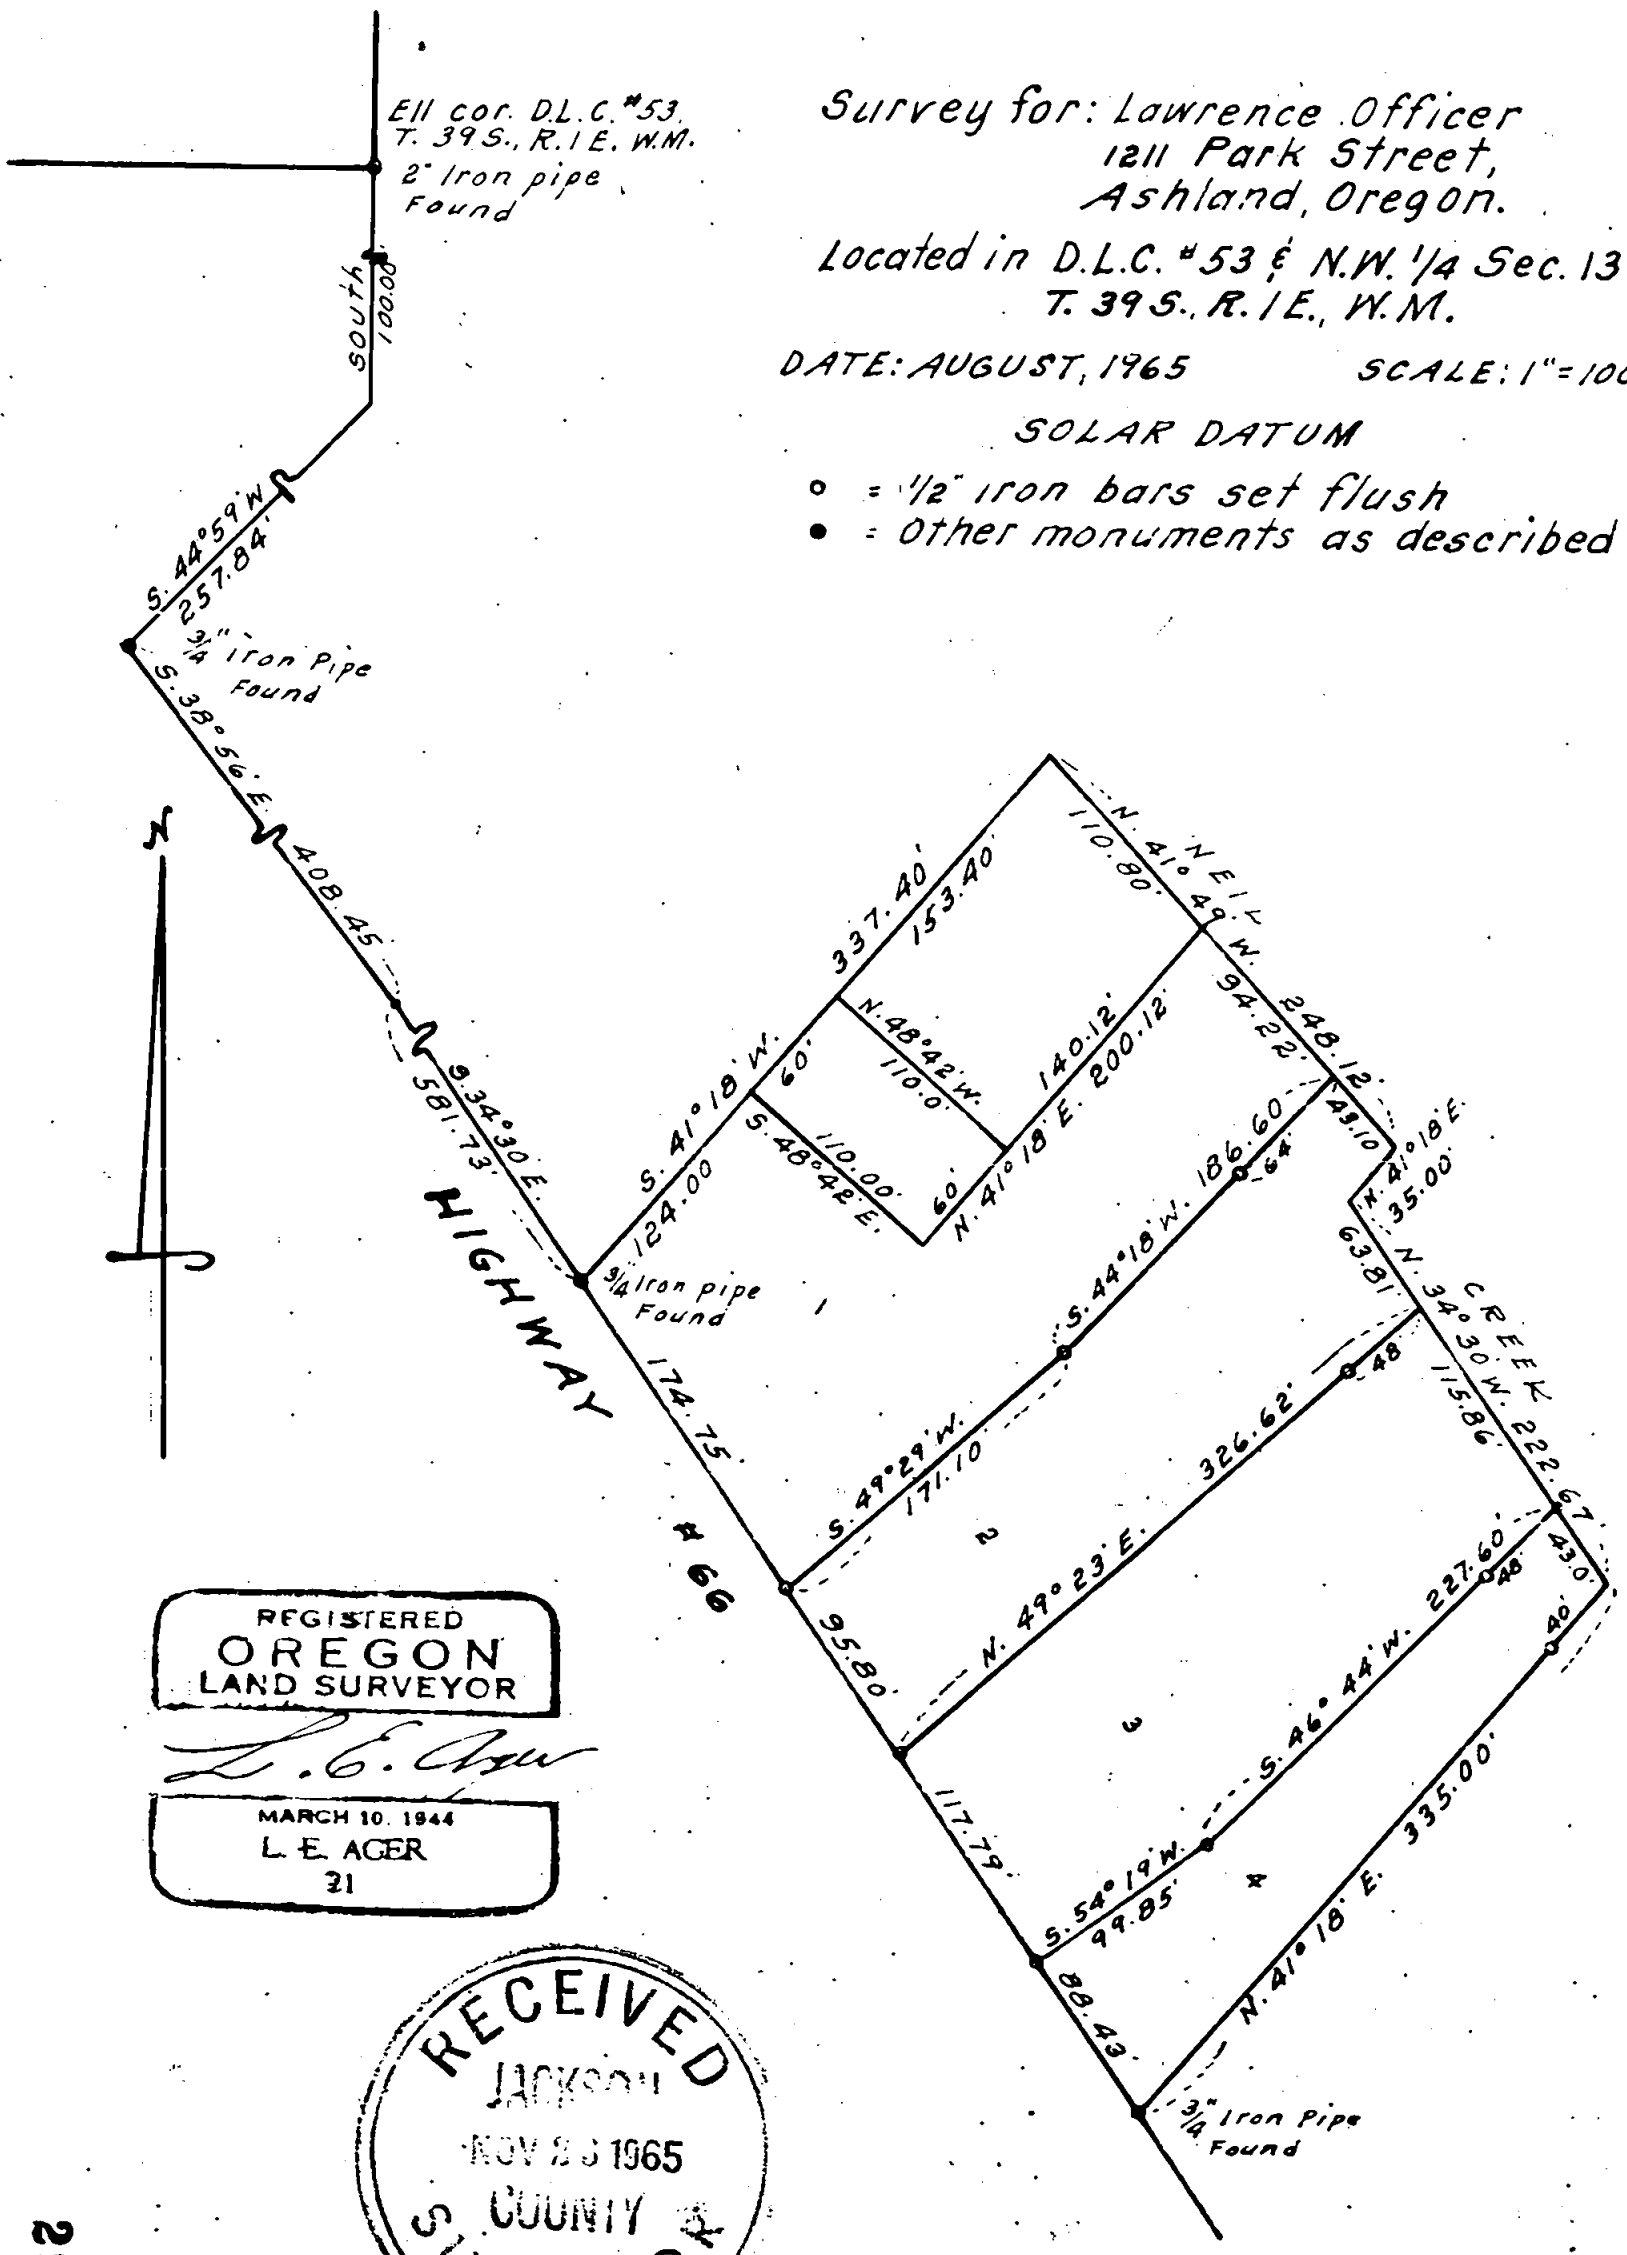 Ell cor. D.L.C. #53.
T. 39 S., R. 1 E. W.M.
2" Iron pipe
Found
SOUTH
100.00
Survey for: Lawrence Officer
1211 Park Street,
Ashland, Oregon.
Located in D.L.C. #53 & N.W. 1/4 Sec. 13
T. 39 S., R. 1 E., W.M.
DATE: AUGUST, 1965 SCALE: 1"=100
SOLAR DATUM
= 1/2" iron bars set flush
= Other monuments as described
S. 44° 59' W
257.84'
3/4" Iron Pipe
Found
S. 38° 56' E.
408.45
N
S. 34° 30' E.
581.73'
HIGHWAY
# 66
337.40'
153.40'
N. 41° 49' W. 248.12'
110.80'
NEIL
94.22'
49.10
N. 41° 18' E.
35.00'
N. 48° 42' W.
110.0'
140.12'
N. 41° 18' E. 200.12'
60'
S. 41° 18' W.
60'
124.00
110.00'
S. 48° 42' E.
3/4 Iron pipe
Found
1
S. 44° 18' W. 186.60
64'
CREEK
N. 34° 30' W. 222.67
63.81'
115.86'
43.0'
174.75'
S. 49° 29' W.
171.10'
2
N. 49° 23' E. 326.62'
48'
95.80'
3
S. 46° 44' W. 227.60'
48'
40'
117.79'
S. 54° 19' W.
99.85'
4
N. 41° 18' E. 335.00'
88.43'
3/4" Iron Pipe
Found
REGISTERED
OREGON
LAND SURVEYOR
L. E. Ager
MARCH 10, 1944
L. E. AGER
21
RECEIVED
JACKSON
1965
COUNTY
2